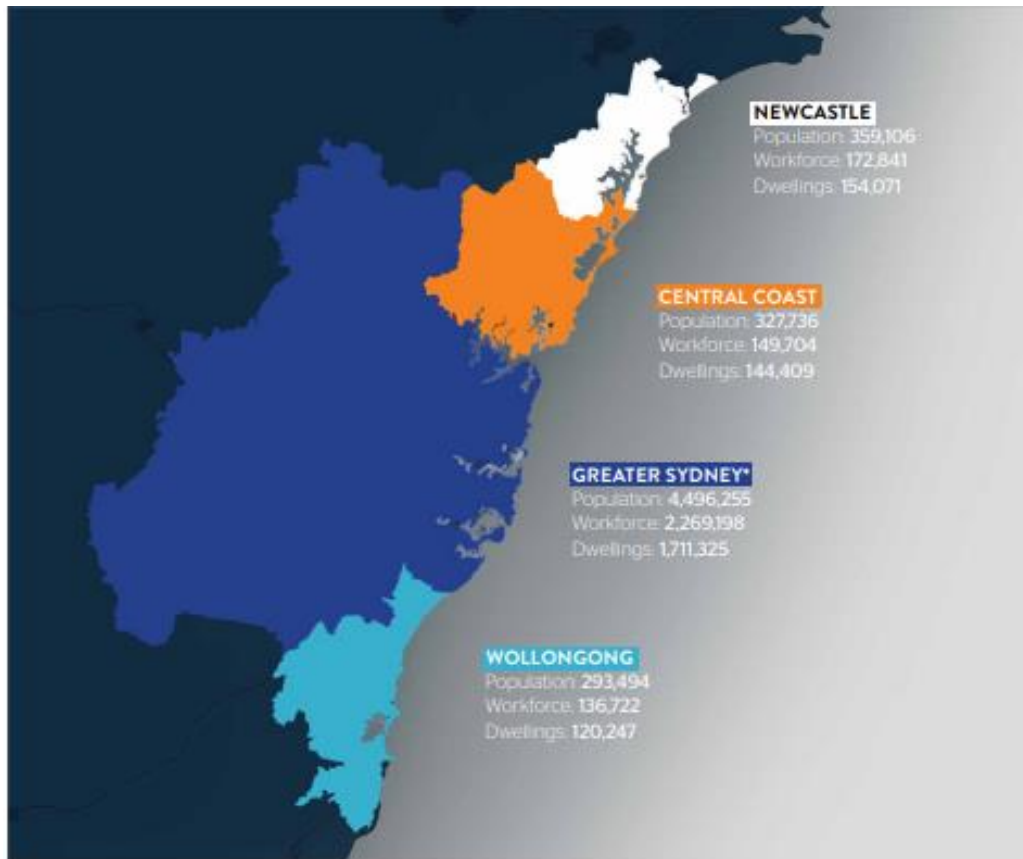 NEWCASTLE
Population: 359,106
Workforce: 172,841
Dwellings: 154,071
CENTRAL COAST
Population: 327,736
Workforce: 149,704
Dwellings: 144,409
GREATER SYDNEY*
Population: 4,496,255
Workforce: 2,269,198
Dwellings: 1,711,325
WOLLONGONG
Population: 293,494
Workforce: 136,722
Dwellings: 120,247